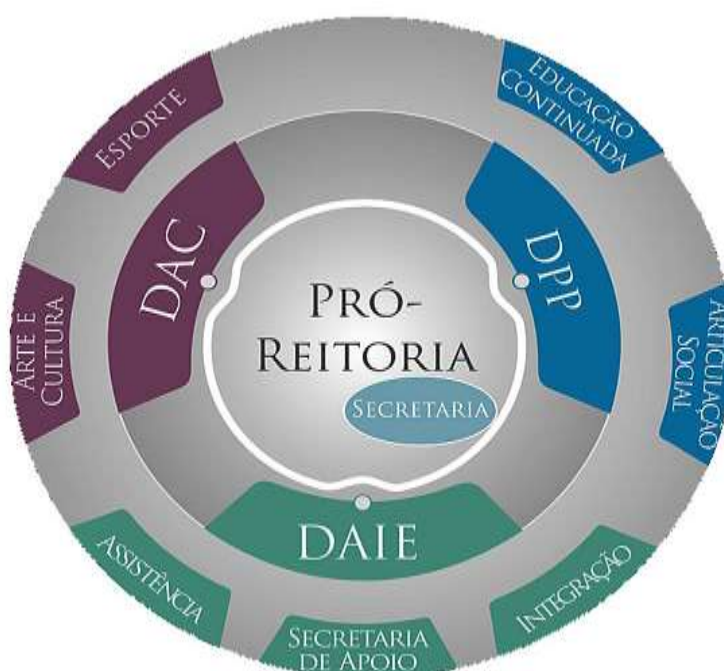 ESPORTE
EDUCAÇÃO
CONTINUADA
DAC
DPP
PRÓ-
REITORIA
SECRETARIA
ARTE E
CULTURA
ARTICULAÇÃO
SOCIAL
DAIE
ASSISTÊNCIA
SECRETARIA
DE APOIO
INTEGRAÇÃO